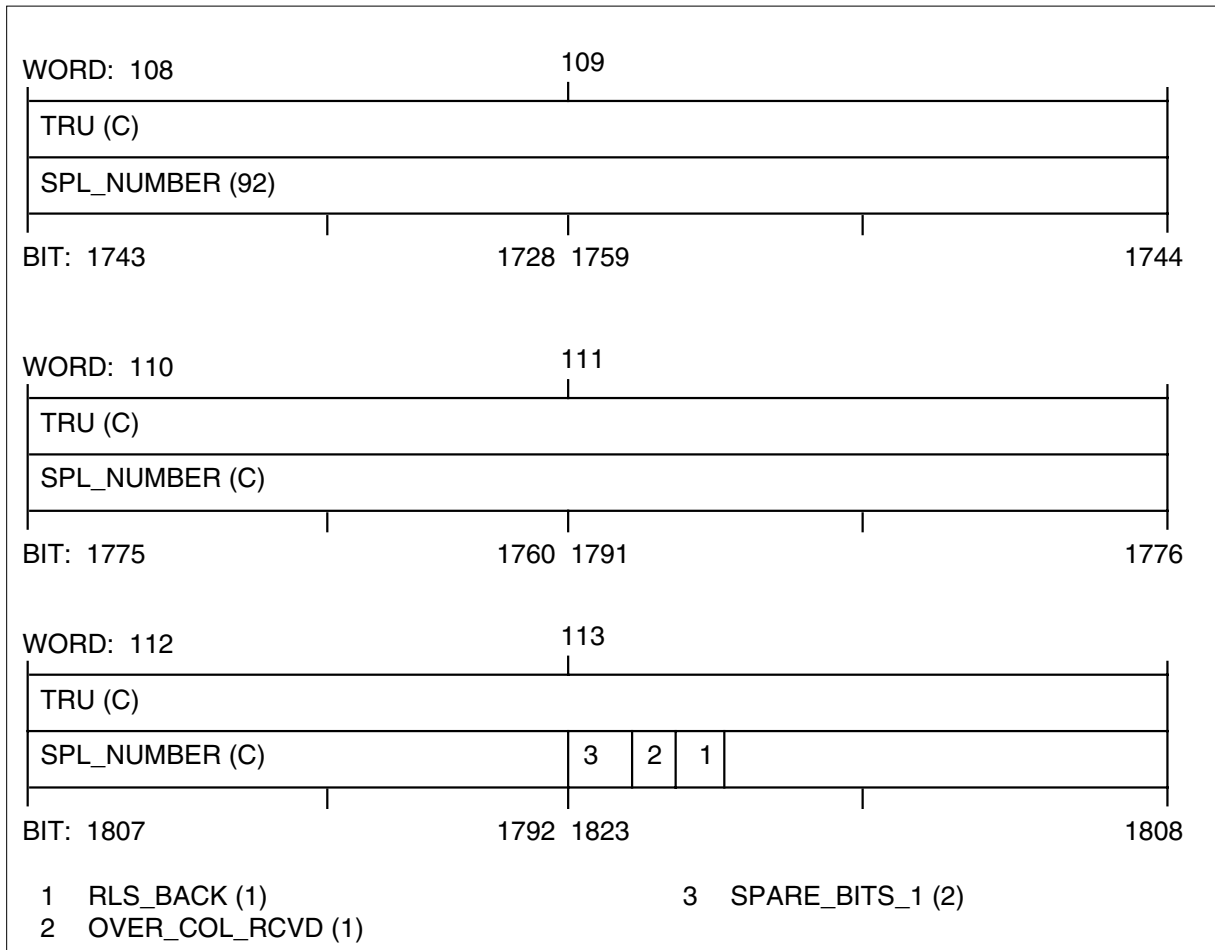 WORD: 108 109
TRU (C)
SPL_NUMBER (92)
BIT: 1743 1728 1759 1744
WORD: 110 111
TRU (C)
SPL_NUMBER (C)
BIT: 1775 1760 1791 1776
WORD: 112 113
TRU (C)
SPL_NUMBER (C) 3 2 1
BIT: 1807 1792 1823 1808
1 RLS_BACK (1) 3 SPARE_BITS_1 (2)
2 OVER_COL_RCVD (1)